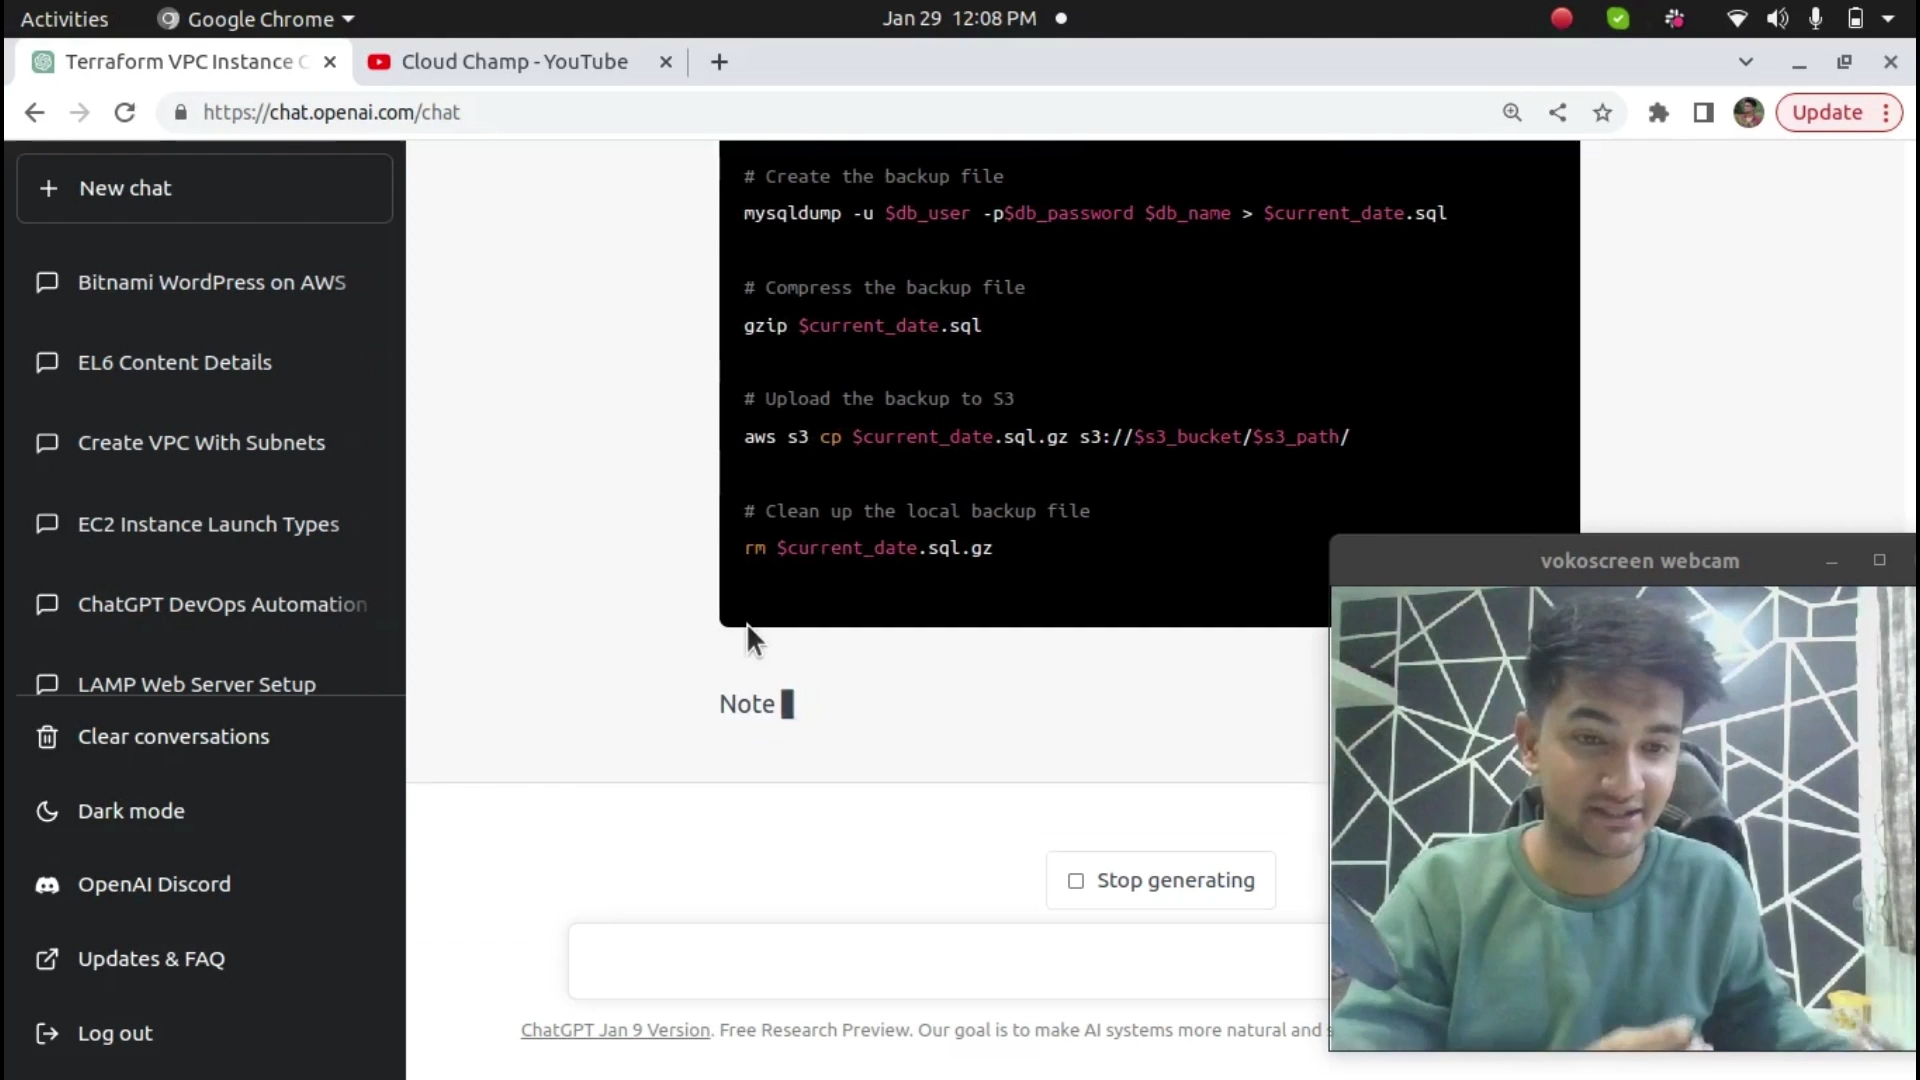 Activities
Google Chrome
Jan 29 12:08 PM
Terraform VPC Instance C
Cloud Champ - YouTube
https://chat.openai.com/chat
Update
New chat
Bitnami WordPress on AWS
EL6 Content Details
Create VPC With Subnets
EC2 Instance Launch Types
ChatGPT DevOps Automation
LAMP Web Server Setup
Clear conversations
Dark mode
OpenAI Discord
Updates & FAQ
Log out
# Create the backup file
mysqldump -u $db_user -p$db_password $db_name > $current_date.sql
# Compress the backup file
gzip $current_date.sql
# Upload the backup to S3
aws s3 cp $current_date.sql.gz s3://$s3_bucket/$s3_path/
# Clean up the local backup file
rm $current_date.sql.gz
Note
Stop generating
ChatGPT Jan 9 Version. Free Research Preview. Our goal is to make AI systems more natural and s
vokoscreen webcam